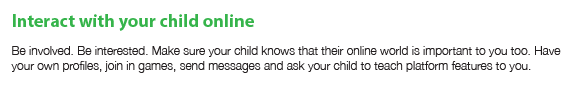 Interact with your child online
Be involved. Be interested. Make sure your child knows that their online world is important to you too. Have
your own profiles, join in games, send messages and ask your child to teach platform features to you.